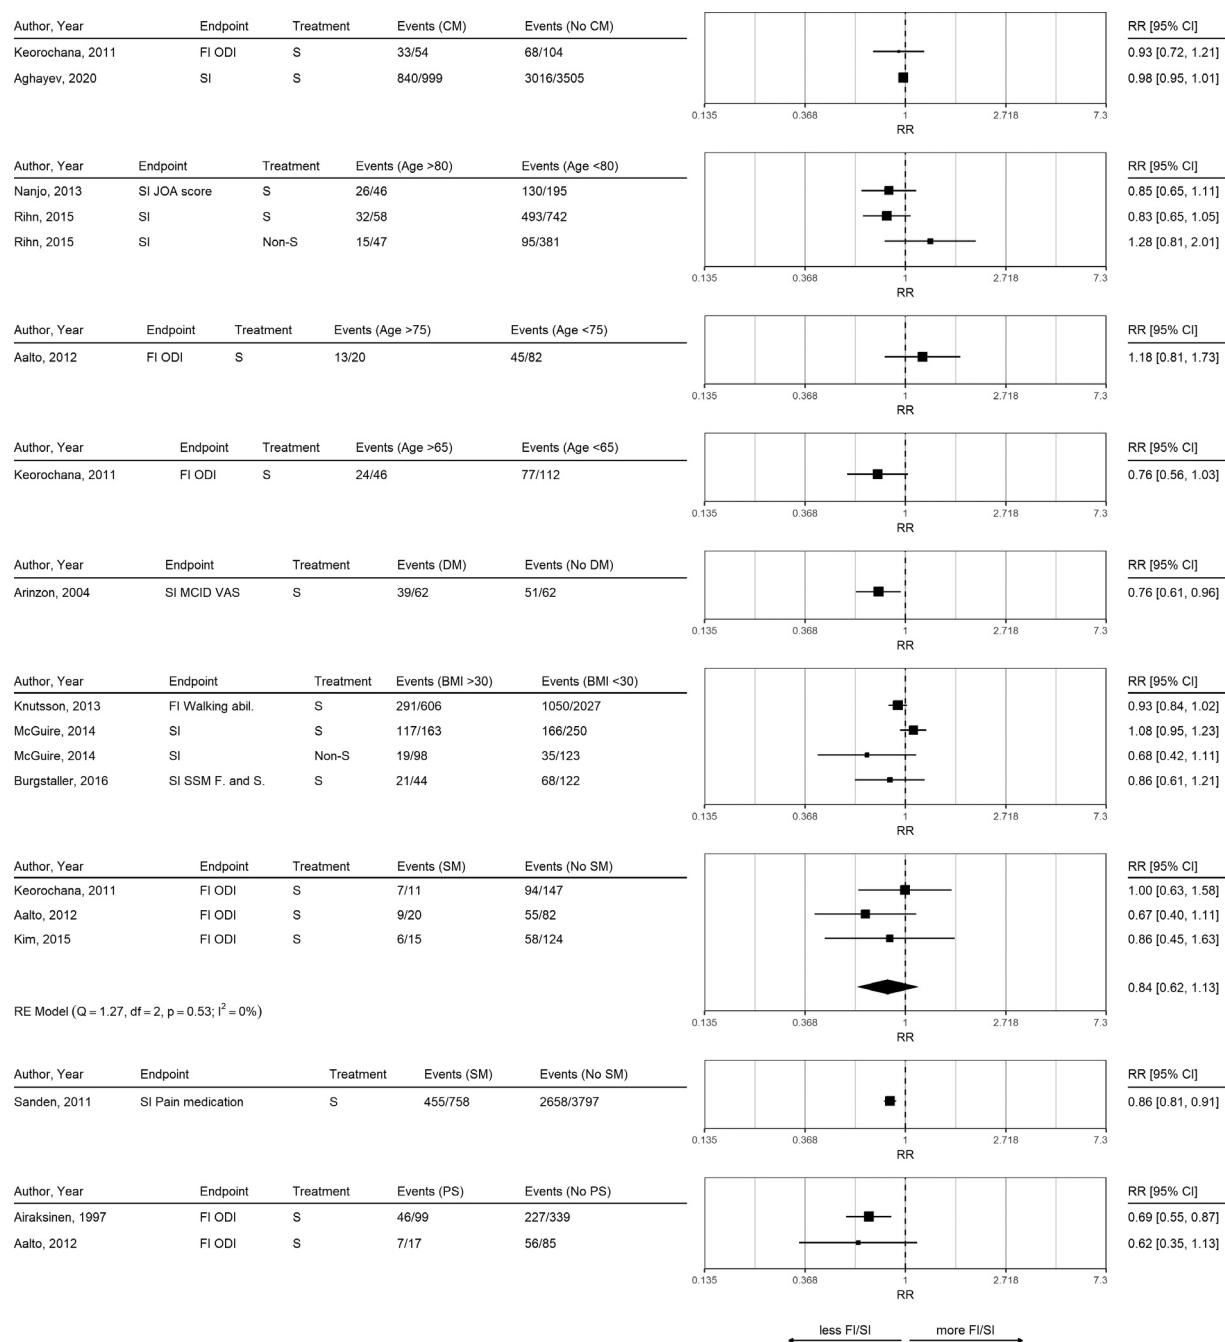 Author, Year Endpoint Treatment Events (CM) Events (No CM) RR [95% CI]
Keorochana, 2011 FI ODI S 33/54 68/104 0.93 [0.72, 1.21]
Aghayev, 2020 SI S 840/999 3016/3505 0.98 [0.95, 1.01]
0.135 0.368 1 2.718 7.3
RR
Author, Year Endpoint Treatment Events (Age >80) Events (Age <80) RR [95% CI]
Nanjo, 2013 SI JOA score S 26/46 130/195 0.85 [0.65, 1.11]
Rihn, 2015 SI S 32/58 493/742 0.83 [0.65, 1.05]
Rihn, 2015 SI Non-S 15/47 95/381 1.28 [0.81, 2.01]
0.135 0.368 1 2.718 7.3
RR
Author, Year Endpoint Treatment Events (Age >75) Events (Age <75) RR [95% CI]
Aalto, 2012 FI ODI S 13/20 45/82 1.18 [0.81, 1.73]
0.135 0.368 1 2.718 7.3
RR
Author, Year Endpoint Treatment Events (Age >65) Events (Age <65) RR [95% CI]
Keorochana, 2011 FI ODI S 24/46 77/112 0.76 [0.56, 1.03]
0.135 0.368 1 2.718 7.3
RR
Author, Year Endpoint Treatment Events (DM) Events (No DM) RR [95% CI]
Arinzon, 2004 SI MCID VAS S 39/62 51/62 0.76 [0.61, 0.96]
0.135 0.368 1 2.718 7.3
RR
Author, Year Endpoint Treatment Events (BMI >30) Events (BMI <30) RR [95% CI]
Knutsson, 2013 FI Walking abil. S 291/606 1050/2027 0.93 [0.84, 1.02]
McGuire, 2014 SI S 117/163 166/250 1.08 [0.95, 1.23]
McGuire, 2014 SI Non-S 19/98 35/123 0.68 [0.42, 1.11]
Burgstaller, 2016 SI SSM F. and S. S 21/44 68/122 0.86 [0.61, 1.21]
0.135 0.368 1 2.718 7.3
RR
Author, Year Endpoint Treatment Events (SM) Events (No SM) RR [95% CI]
Keorochana, 2011 FI ODI S 7/11 94/147 1.00 [0.63, 1.58]
Aalto, 2012 FI ODI S 9/20 55/82 0.67 [0.40, 1.11]
Kim, 2015 FI ODI S 6/15 58/124 0.86 [0.45, 1.63]
0.84 [0.62, 1.13]
RE Model (Q = 1.27, df = 2, p = 0.53; I² = 0%)
0.135 0.368 1 2.718 7.3
RR
Author, Year Endpoint Treatment Events (SM) Events (No SM) RR [95% CI]
Sanden, 2011 SI Pain medication S 455/758 2658/3797 0.86 [0.81, 0.91]
0.135 0.368 1 2.718 7.3
RR
Author, Year Endpoint Treatment Events (PS) Events (No PS) RR [95% CI]
Airaksinen, 1997 FI ODI S 46/99 227/339 0.69 [0.55, 0.87]
Aalto, 2012 FI ODI S 7/17 56/85 0.62 [0.35, 1.13]
0.135 0.368 1 2.718 7.3
RR
less FI/SI more FI/SI